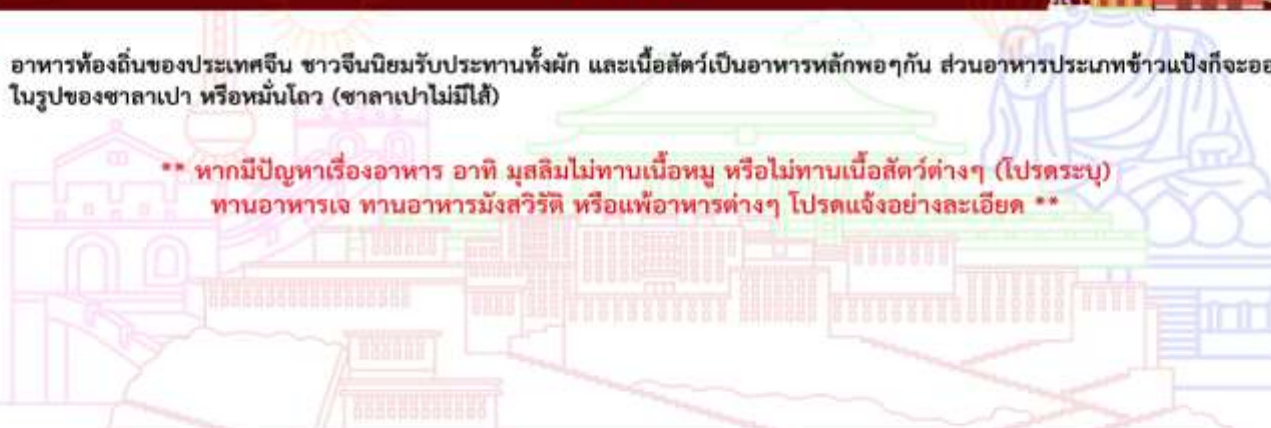 อาหารท้องถิ่นของประเทศจีน ชาวจีนนิยมรับประทานทั้งผัก และเนื้อสัตว์เป็นอาหารหลักพอๆกัน ส่วนอาหารประเภทข้าวแป้งก็จะออ
ในรูปของซาลาเปา หรือหมั่นโถว (ซาลาเปาไม่มีไส้)
** หากมีปัญหาเรื่องอาหาร อาทิ มุสลิมไม่ทานเนื้อหมู หรือไม่ทานเนื้อสัตว์ต่างๆ (โปรดระบุ)
ทานอาหารเจ ทานอาหารมังสวิรัติ หรือแพ้อาหารต่างๆ โปรดแจ้งอย่างละเอียด **